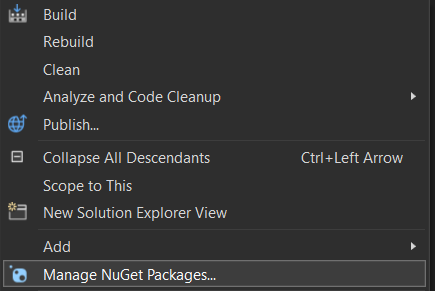 Build
Rebuild
Clean
Analyze and Code Cleanup
Publish...
Collapse All Descendants Ctrl+Left Arrow
Scope to This
New Solution Explorer View
Add
Manage NuGet Packages...